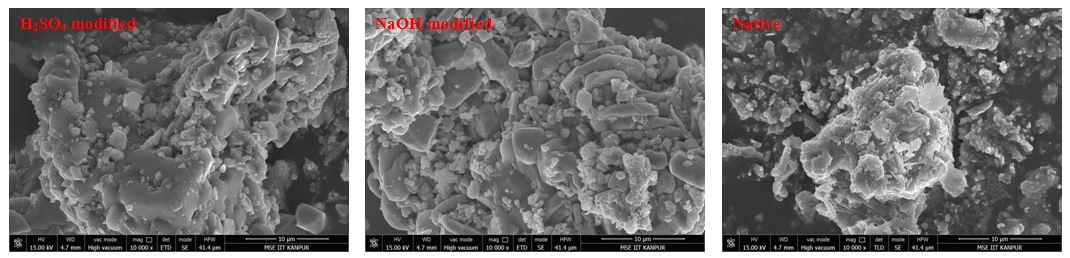 H₂SO₄ modified
HV WD vac mode mag det mode HFW 10 µm
15.00 kV 4.7 mm High vacuum 10 000 x ETD SE 41.4 µm MSE IIT KANPUR
NaOH modified
HV WD vac mode mag det mode HFW 10 µm
15.00 kV 4.7 mm High vacuum 10 000 x ETD SE 41.4 µm MSE IIT KANPUR
Native
HV WD vac mode mag det mode HFW 10 µm
15.00 kV 4.7 mm High vacuum 10 000 x TLD SE 41.4 µm MSE IIT KANPUR